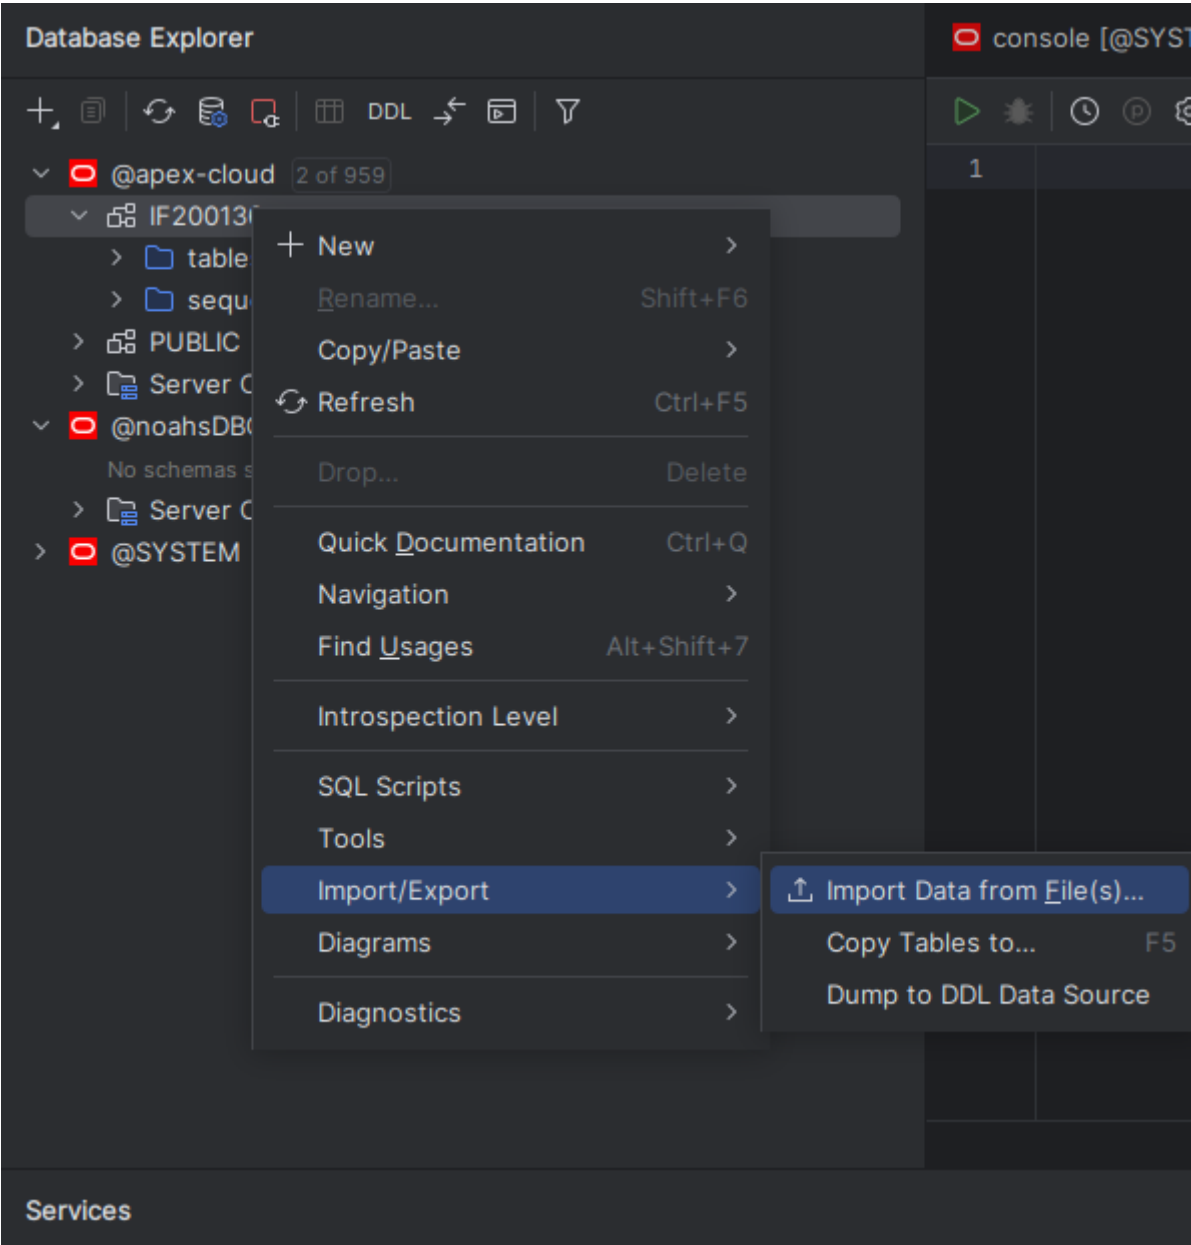 Database Explorer
console [@SYST
DDL
1
@apex-cloud 2 of 959
IF20013
table
sequ
PUBLIC
Server C
@noahsDB
No schemas s
Server C
@SYSTEM
New
Rename... Shift+F6
Copy/Paste
Refresh Ctrl+F5
Drop... Delete
Quick Documentation Ctrl+Q
Navigation
Find Usages Alt+Shift+7
Introspection Level
SQL Scripts
Tools
Import/Export
Diagrams
Diagnostics
Import Data from File(s)...
Copy Tables to... F5
Dump to DDL Data Source
Services